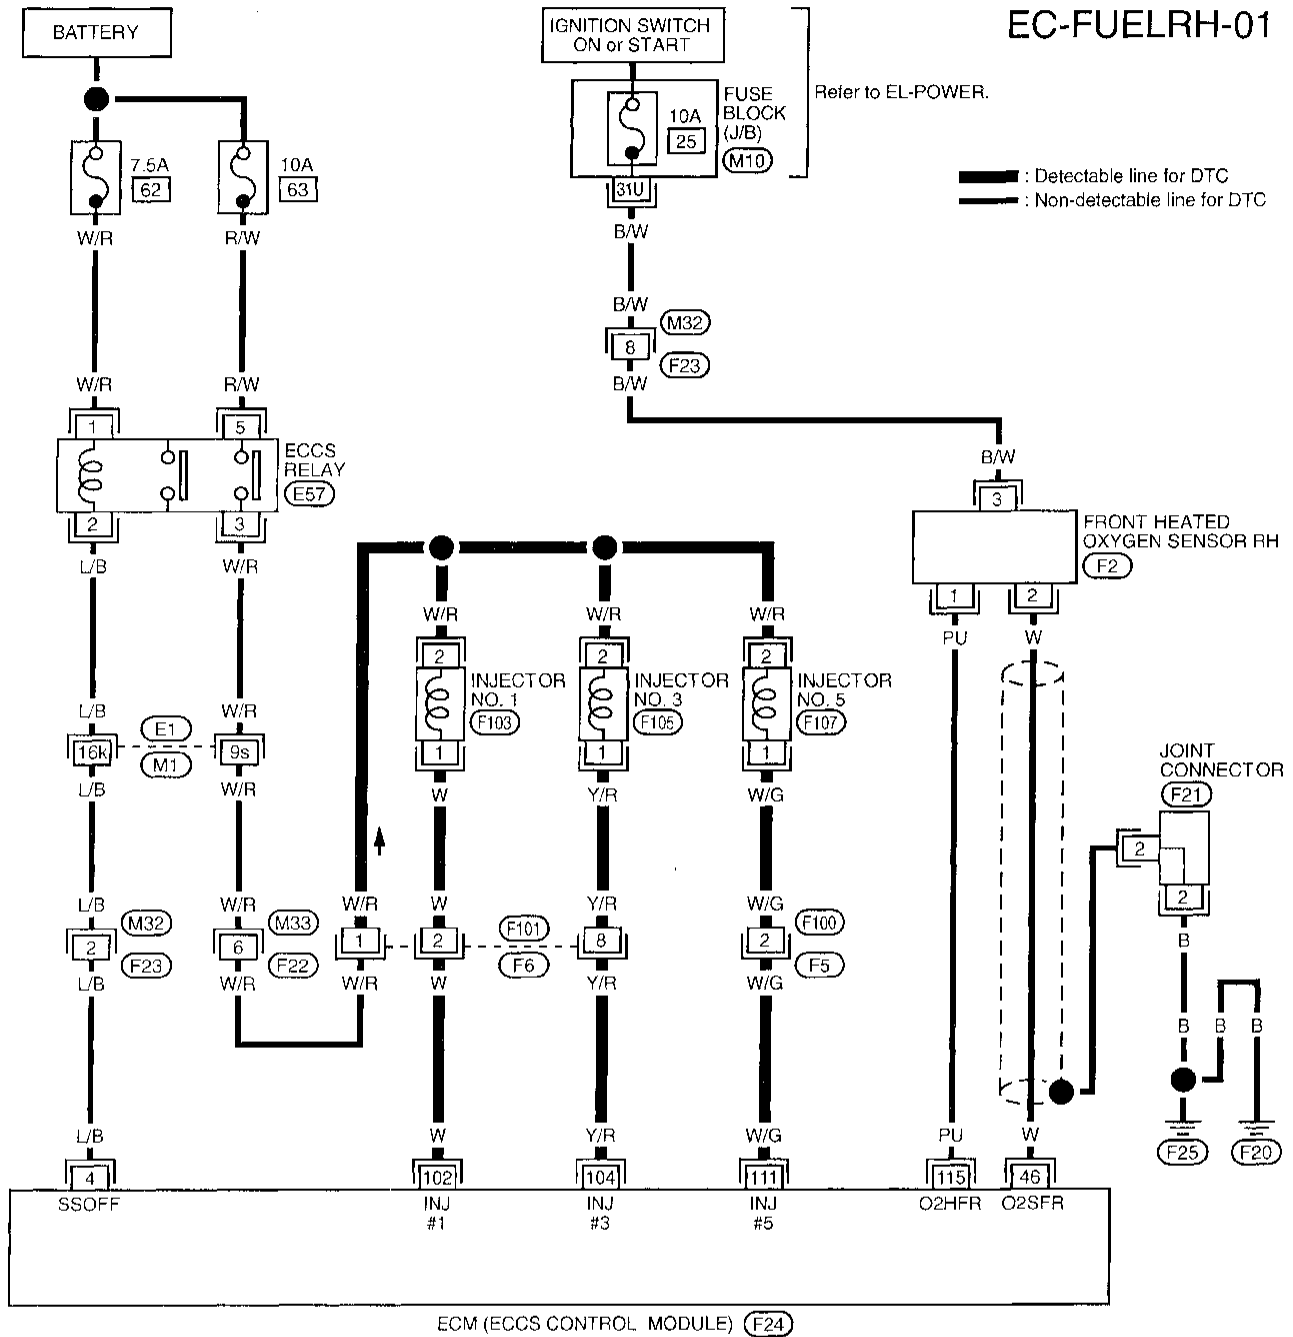 EC-FUELRH-01
BATTERY
IGNITION SWITCH
ON or START
Refer to EL-POWER.
FUSE
BLOCK
(J/B)
M10
10A
25
31U
7.5A
62
10A
63
: Detectable line for DTC
: Non-detectable line for DTC
W/R
R/W
B/W
B/W
M32
8
F23
B/W
W/R
R/W
1
5
ECCS
RELAY
E57
2
3
B/W
3
FRONT HEATED
OXYGEN SENSOR RH
F2
1
2
L/B
W/R
PU
W
W/R
W/R
W/R
2
2
2
INJECTOR
NO. 1
F103
INJECTOR
NO. 3
F105
INJECTOR
NO. 5
F107
1
1
1
L/B
W/R
16k
E1
M1
9s
L/B
W/R
W
Y/R
W/G
JOINT
CONNECTOR
F21
2
2
L/B
W/R
W/R
W
Y/R
W/G
2
M32
F23
6
M33
F22
1
2
F101
F6
8
2
F100
F5
L/B
W/R
W/R
W
Y/R
W/G
B
B
B
B
F25
F20
L/B
W
Y/R
W/G
PU
W
4
102
104
111
115
46
SSOFF
INJ
#1
INJ
#3
INJ
#5
O2HFR
O2SFR
ECM (ECCS CONTROL MODULE)
F24